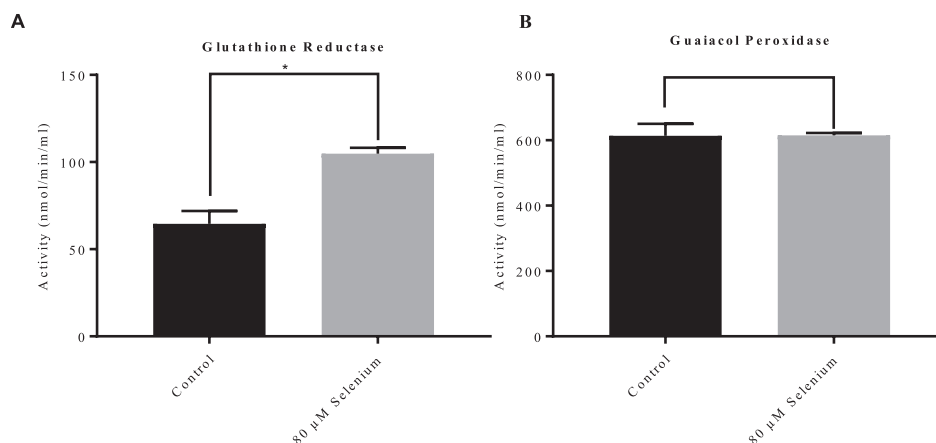 A
Glutathione Reductase
*
150
100
50
0
Activity (nmol/min/ml)
Control
80 µM Selenium
B
Guaiacol Peroxidase
800
600
400
200
0
Activity (nmol/min/ml)
Control
80 µM Selenium